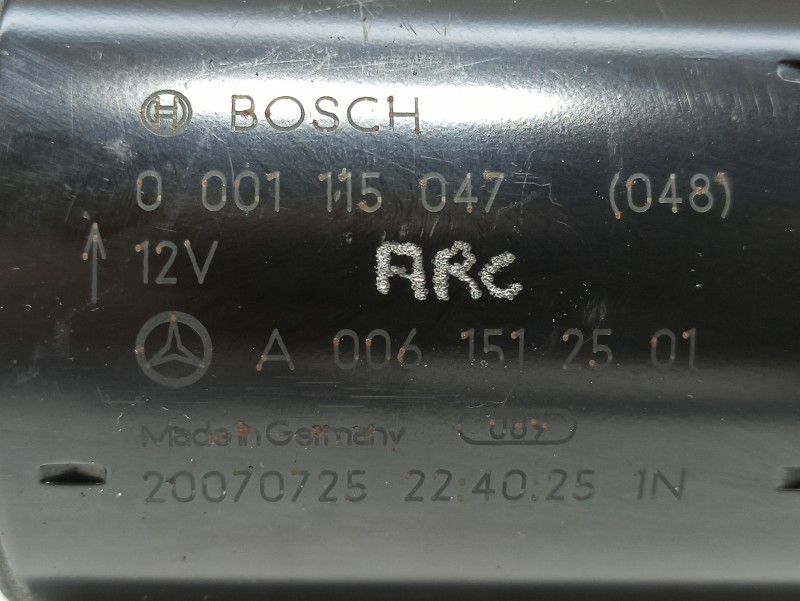 BOSCH
0 001 115 047 (048)
12V ARC
A 006 151 25 01
Made in Germany 009
20070725 22:40:25 1N